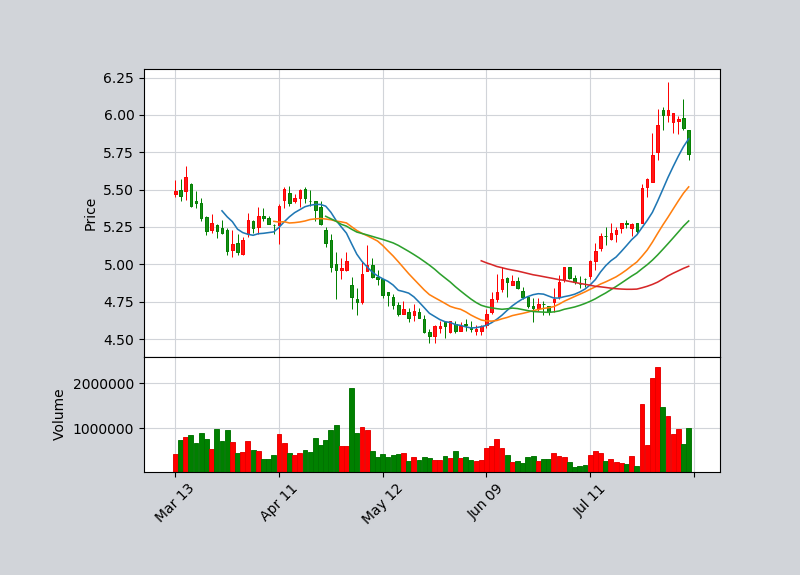 6.25
6.00
5.75
5.50
5.25
5.00
4.75
4.50
Price
2000000
1000000
Volume
Mar 13
Apr 11
May 12
Jun 09
Jul 11